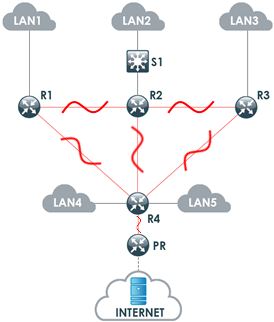 LAN1
LAN2
LAN3
S1
R1
R2
R3
LAN4
LAN5
R4
PR
INTERNET